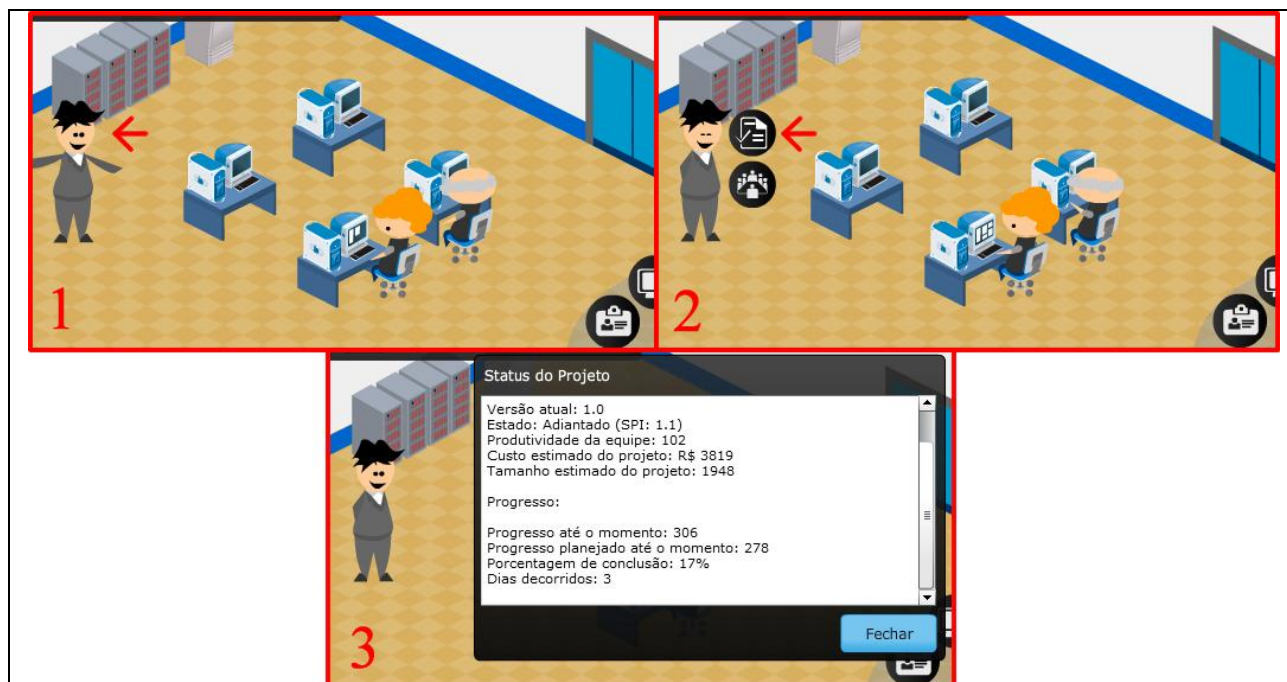 1
2
Status do Projeto
Versão atual: 1.0
Estado: Adiantado (SPI: 1.1)
Produtividade da equipe: 102
Custo estimado do projeto: R$ 3819
Tamanho estimado do projeto: 1948
Progresso:
Progresso até o momento: 306
Progresso planejado até o momento: 278
Porcentagem de conclusão: 17%
Dias decorridos: 3
Fechar
3